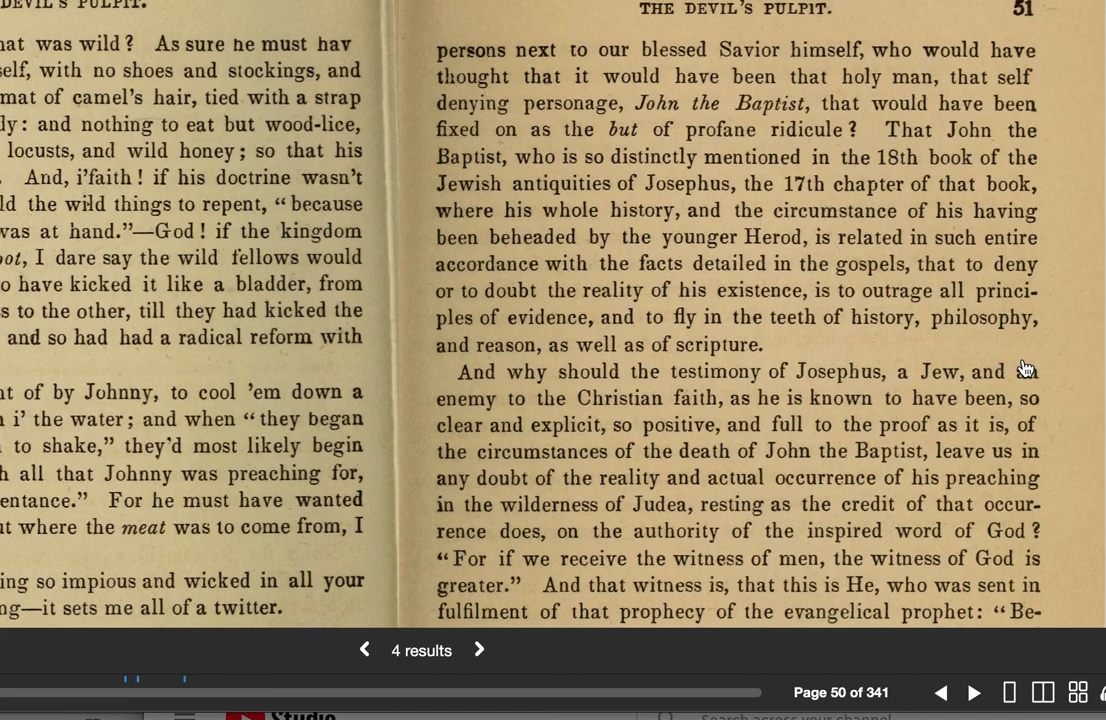 DEVIL'S PULPIT.
hat was wild? As sure he must hav
self, with no shoes and stockings, and
mat of camel's hair, tied with a strap
dy: and nothing to eat but wood-lice,
locusts, and wild honey; so that his
. And, i'faith! if his doctrine wasn't
ld the wild things to repent, "because
was at hand."—God! if the kingdom
oot, I dare say the wild fellows would
o have kicked it like a bladder, from
s to the other, till they had kicked the
and so had had a radical reform with
nt of by Johnny, to cool 'em down a
n i' the water; and when "they began
to shake," they'd most likely begin
h all that Johnny was preaching for,
entance." For he must have wanted
ut where the meat was to come from, I
ing so impious and wicked in all your
ng—it sets me all of a twitter.
THE DEVIL'S PULPIT. 51
persons next to our blessed Savior himself, who would have
thought that it would have been that holy man, that self
denying personage, John the Baptist, that would have been
fixed on as the but of profane ridicule? That John the
Baptist, who is so distinctly mentioned in the 18th book of the
Jewish antiquities of Josephus, the 17th chapter of that book,
where his whole history, and the circumstance of his having
been beheaded by the younger Herod, is related in such entire
accordance with the facts detailed in the gospels, that to deny
or to doubt the reality of his existence, is to outrage all princi-
ples of evidence, and to fly in the teeth of history, philosophy,
and reason, as well as of scripture.
And why should the testimony of Josephus, a Jew, and
enemy to the Christian faith, as he is known to have been, so
clear and explicit, so positive, and full to the proof as it is, of
the circumstances of the death of John the Baptist, leave us in
any doubt of the reality and actual occurrence of his preaching
in the wilderness of Judea, resting as the credit of that occur-
rence does, on the authority of the inspired word of God?
"For if we receive the witness of men, the witness of God is
greater." And that witness is, that this is He, who was sent in
fulfilment of that prophecy of the evangelical prophet: "Be-
4 results
Page 50 of 341
Studio
Search across your channel